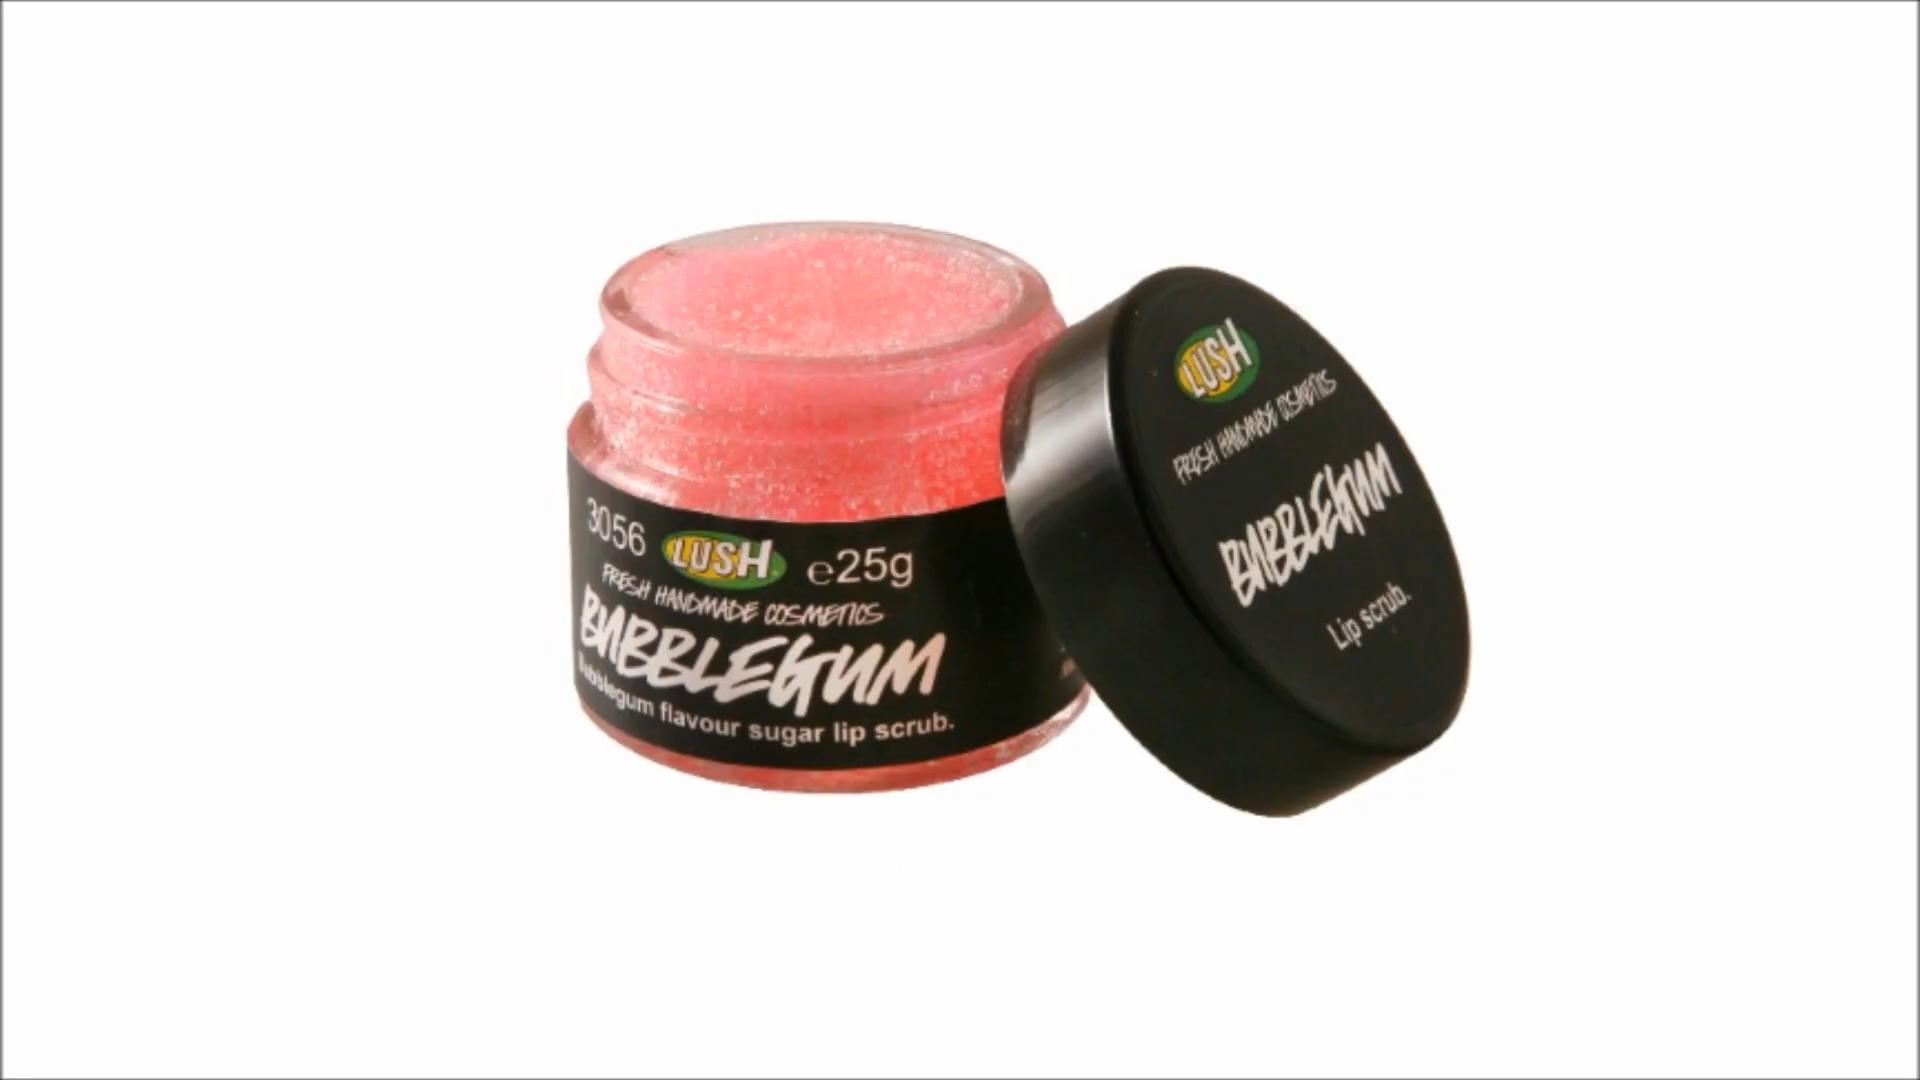 3056 LUSH e25g
FRESH HANDMADE COSMETICS
BUBBLEGUM
Bubblegum flavour sugar lip scrub.
LUSH
FRESH HANDMADE COSMETICS
BUBBLEGUM
Lip scrub.